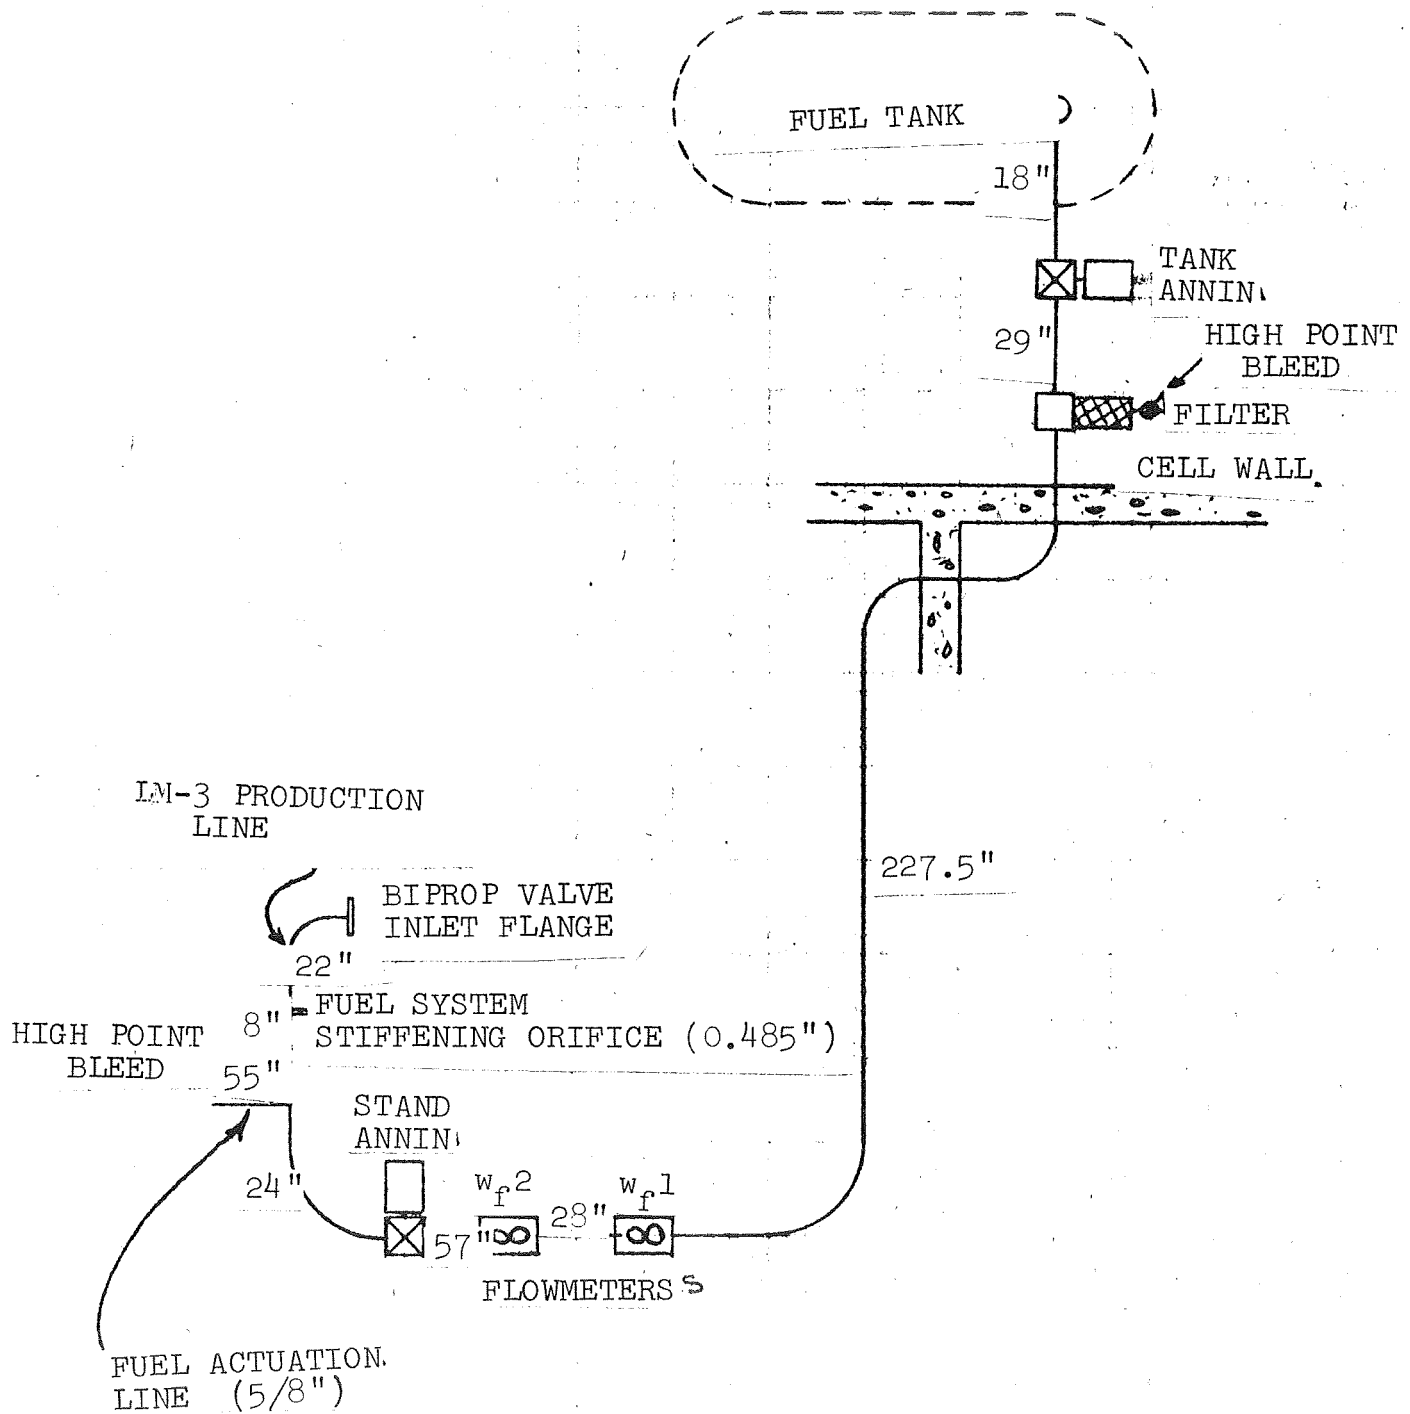 FUEL TANK
18"
TANK
ANNIN
29"
HIGH POINT
BLEED
FILTER
CELL WALL
LM-3 PRODUCTION
LINE
227.5"
BIPROP VALVE
INLET FLANGE
22"
FUEL SYSTEM
STIFFENING ORIFICE (0.485")
8"
HIGH POINT
BLEED
55"
STAND
ANNIN
24"
wf2
28"
wf1
57"
FLOWMETERS
FUEL ACTUATION
LINE (5/8")